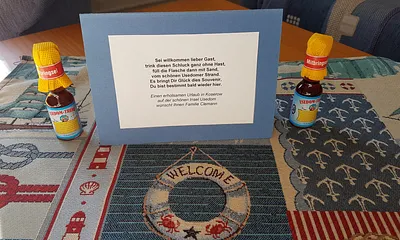 Sei willkommen lieber Gast,
trink diesen Schluck ganz ohne Hast,
füll die Flasche dann mit Sand,
vom schönen Usedomer Strand.
Es bringt Dir Glück dies Souvenir,
Du bist bestimmt bald wieder hier.
Einen erholsamen Urlaub in Koserow
auf der schönen Insel Usedom
wünscht Ihnen Familie
WELCOME